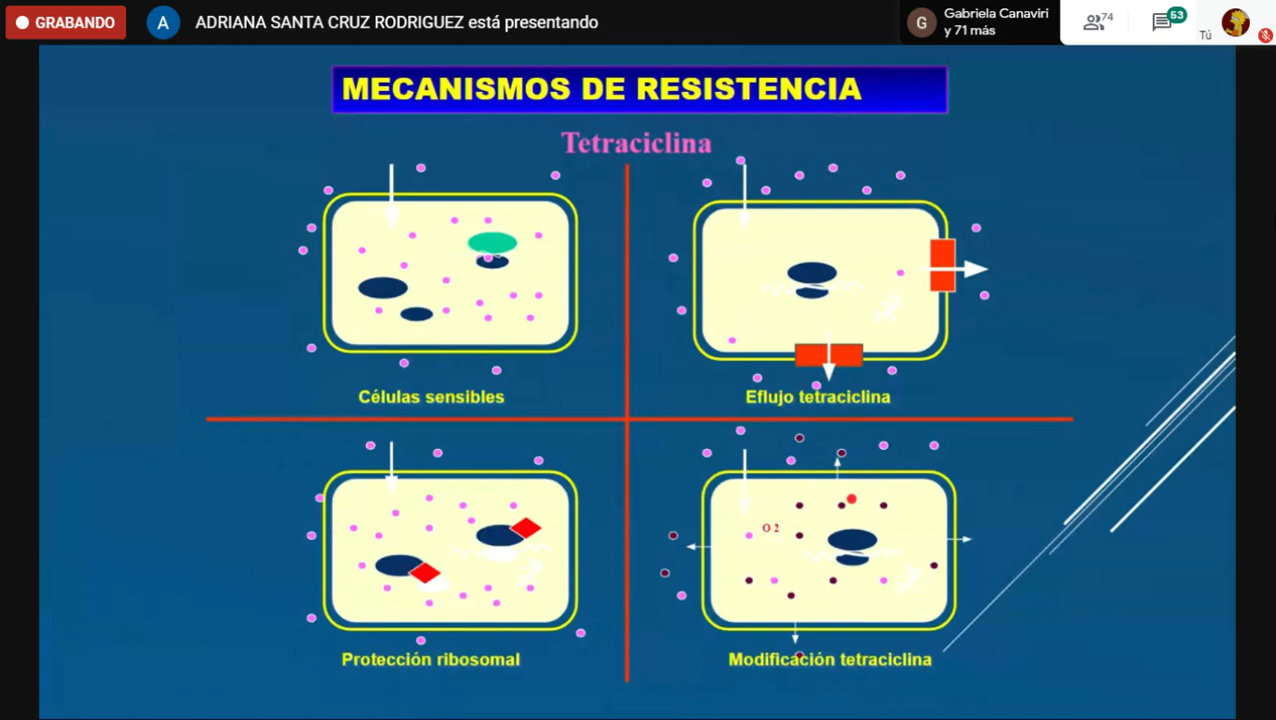 GRABANDO
A
ADRIANA SANTA CRUZ RODRIGUEZ está presentando
G
Gabriela Canaviri
y 71 más
74
53
Tú
MECANISMOS DE RESISTENCIA
Tetraciclina
Células sensibles
Eflujo tetraciclina
O 2
Protección ribosomal
Modificación tetraciclina